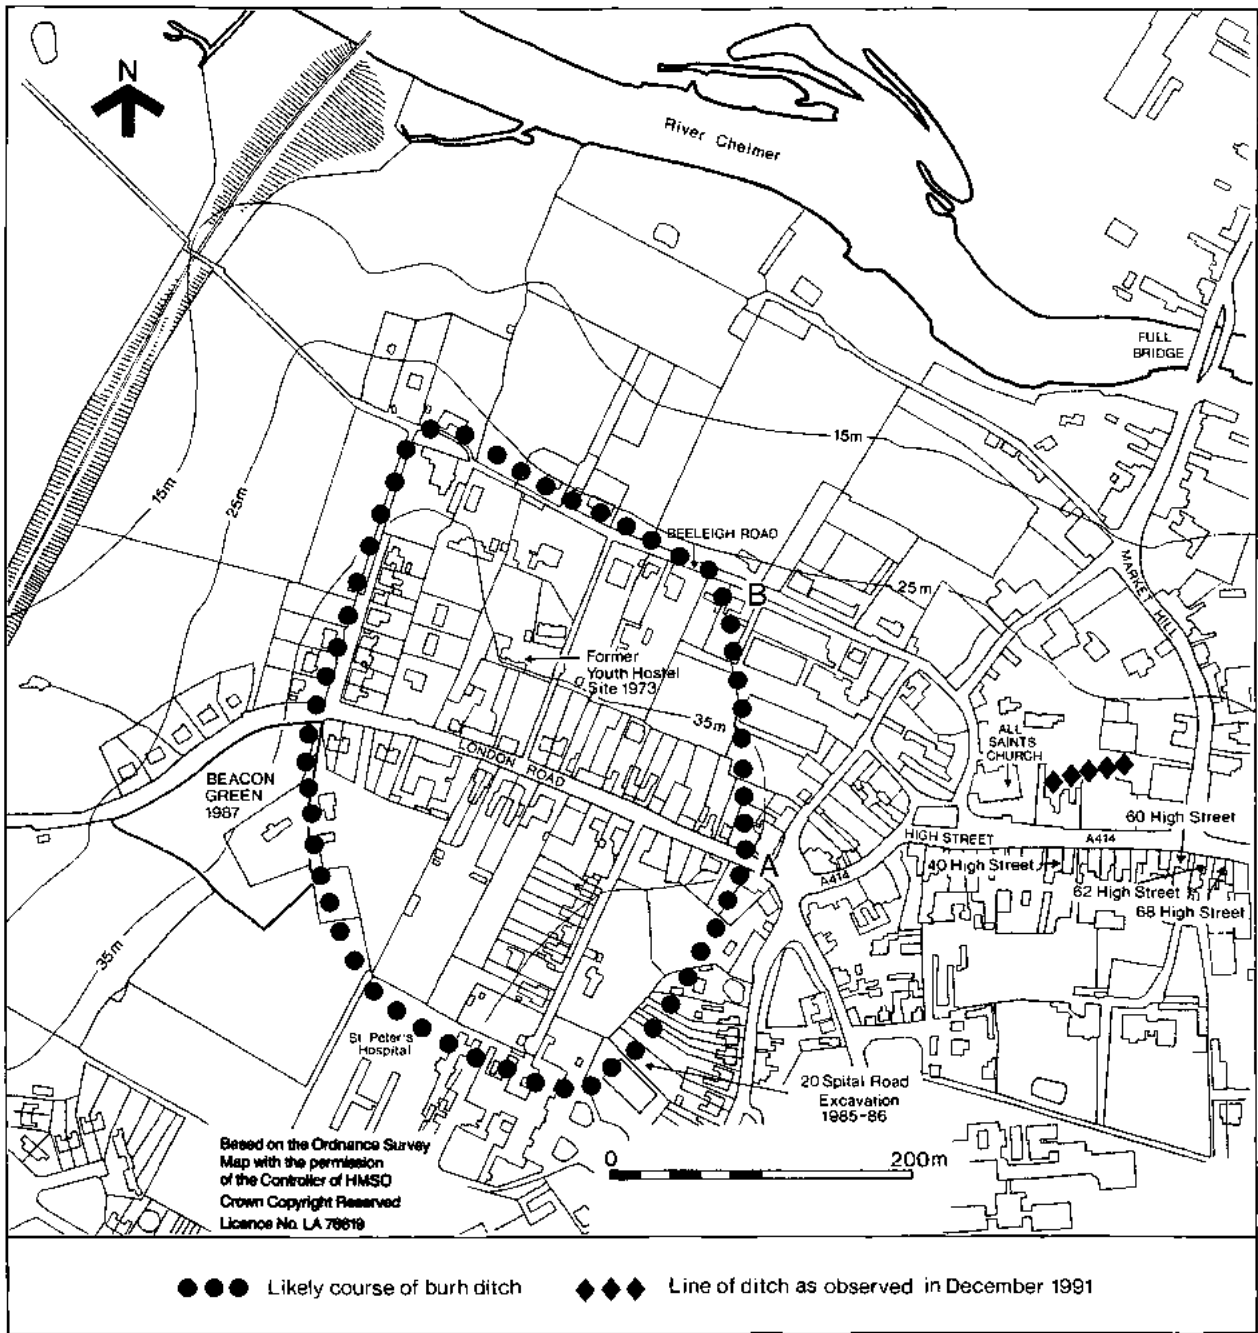 N
River Chelmer
FULL
BRIDGE
15m
15m
25m
BEELEIGH ROAD
MARKET HILL
25m
B
Former
Youth Hostel
Site 1973
35m
ALL
SAINTS
CHURCH
LONDON ROAD
BEACON
GREEN
1987
60 High Street
HIGH STREET
A414
A
A414
40 High Street
62 High Street
68 High Street
35m
St. Peter's
Hospital
20 Spital Road
Excavation
1985-86
Based on the Ordnance Survey
Map with the permission
of the Controller of HMSO
Crown Copyright Reserved
Licence No. LA 78619
0 200m
Likely course of burh ditch
Line of ditch as observed in December 1991